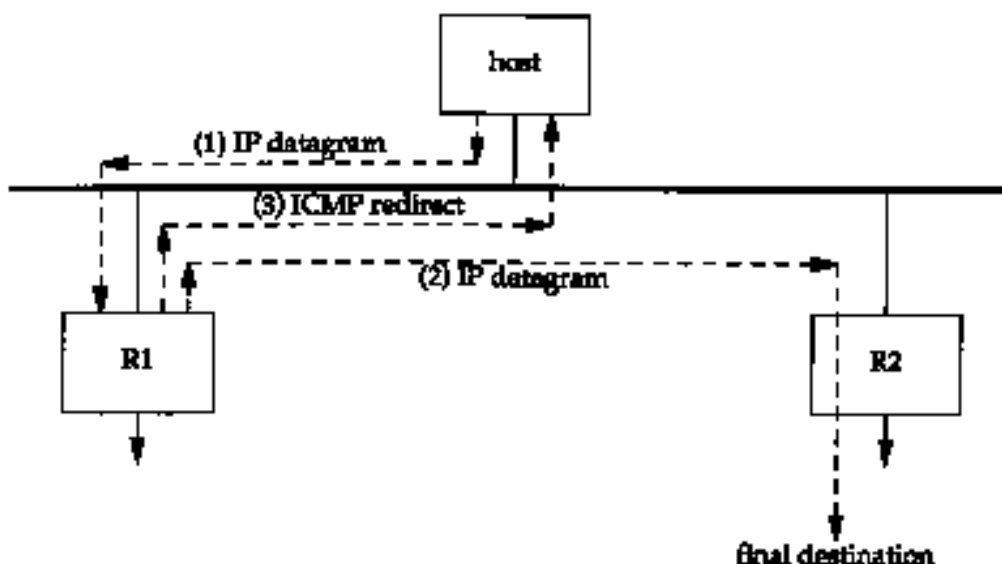 host
(1) IP datagram
(3) ICMP redirect
(2) IP datagram
R1
R2
final destination